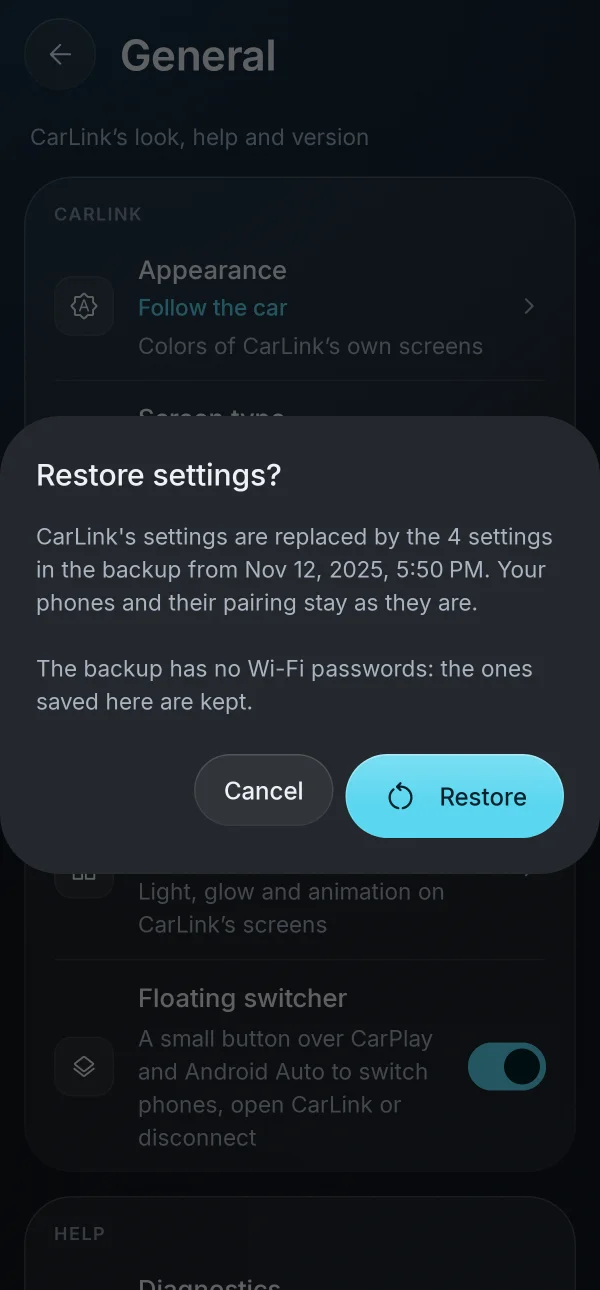 General
CarLink’s look, help and version
CARLINK
Appearance
Follow the car
Colors of CarLink’s own screens
Screen type
Restore settings?
CarLink's settings are replaced by the 4 settings
in the backup from Nov 12, 2025, 5:50 PM. Your
phones and their pairing stay as they are.
The backup has no Wi-Fi passwords: the ones
saved here are kept.
Cancel
Restore
Light, glow and animation on
CarLink’s screens
Floating switcher
A small button over CarPlay
and Android Auto to switch
phones, open CarLink or
disconnect
HELP
Diagnostics